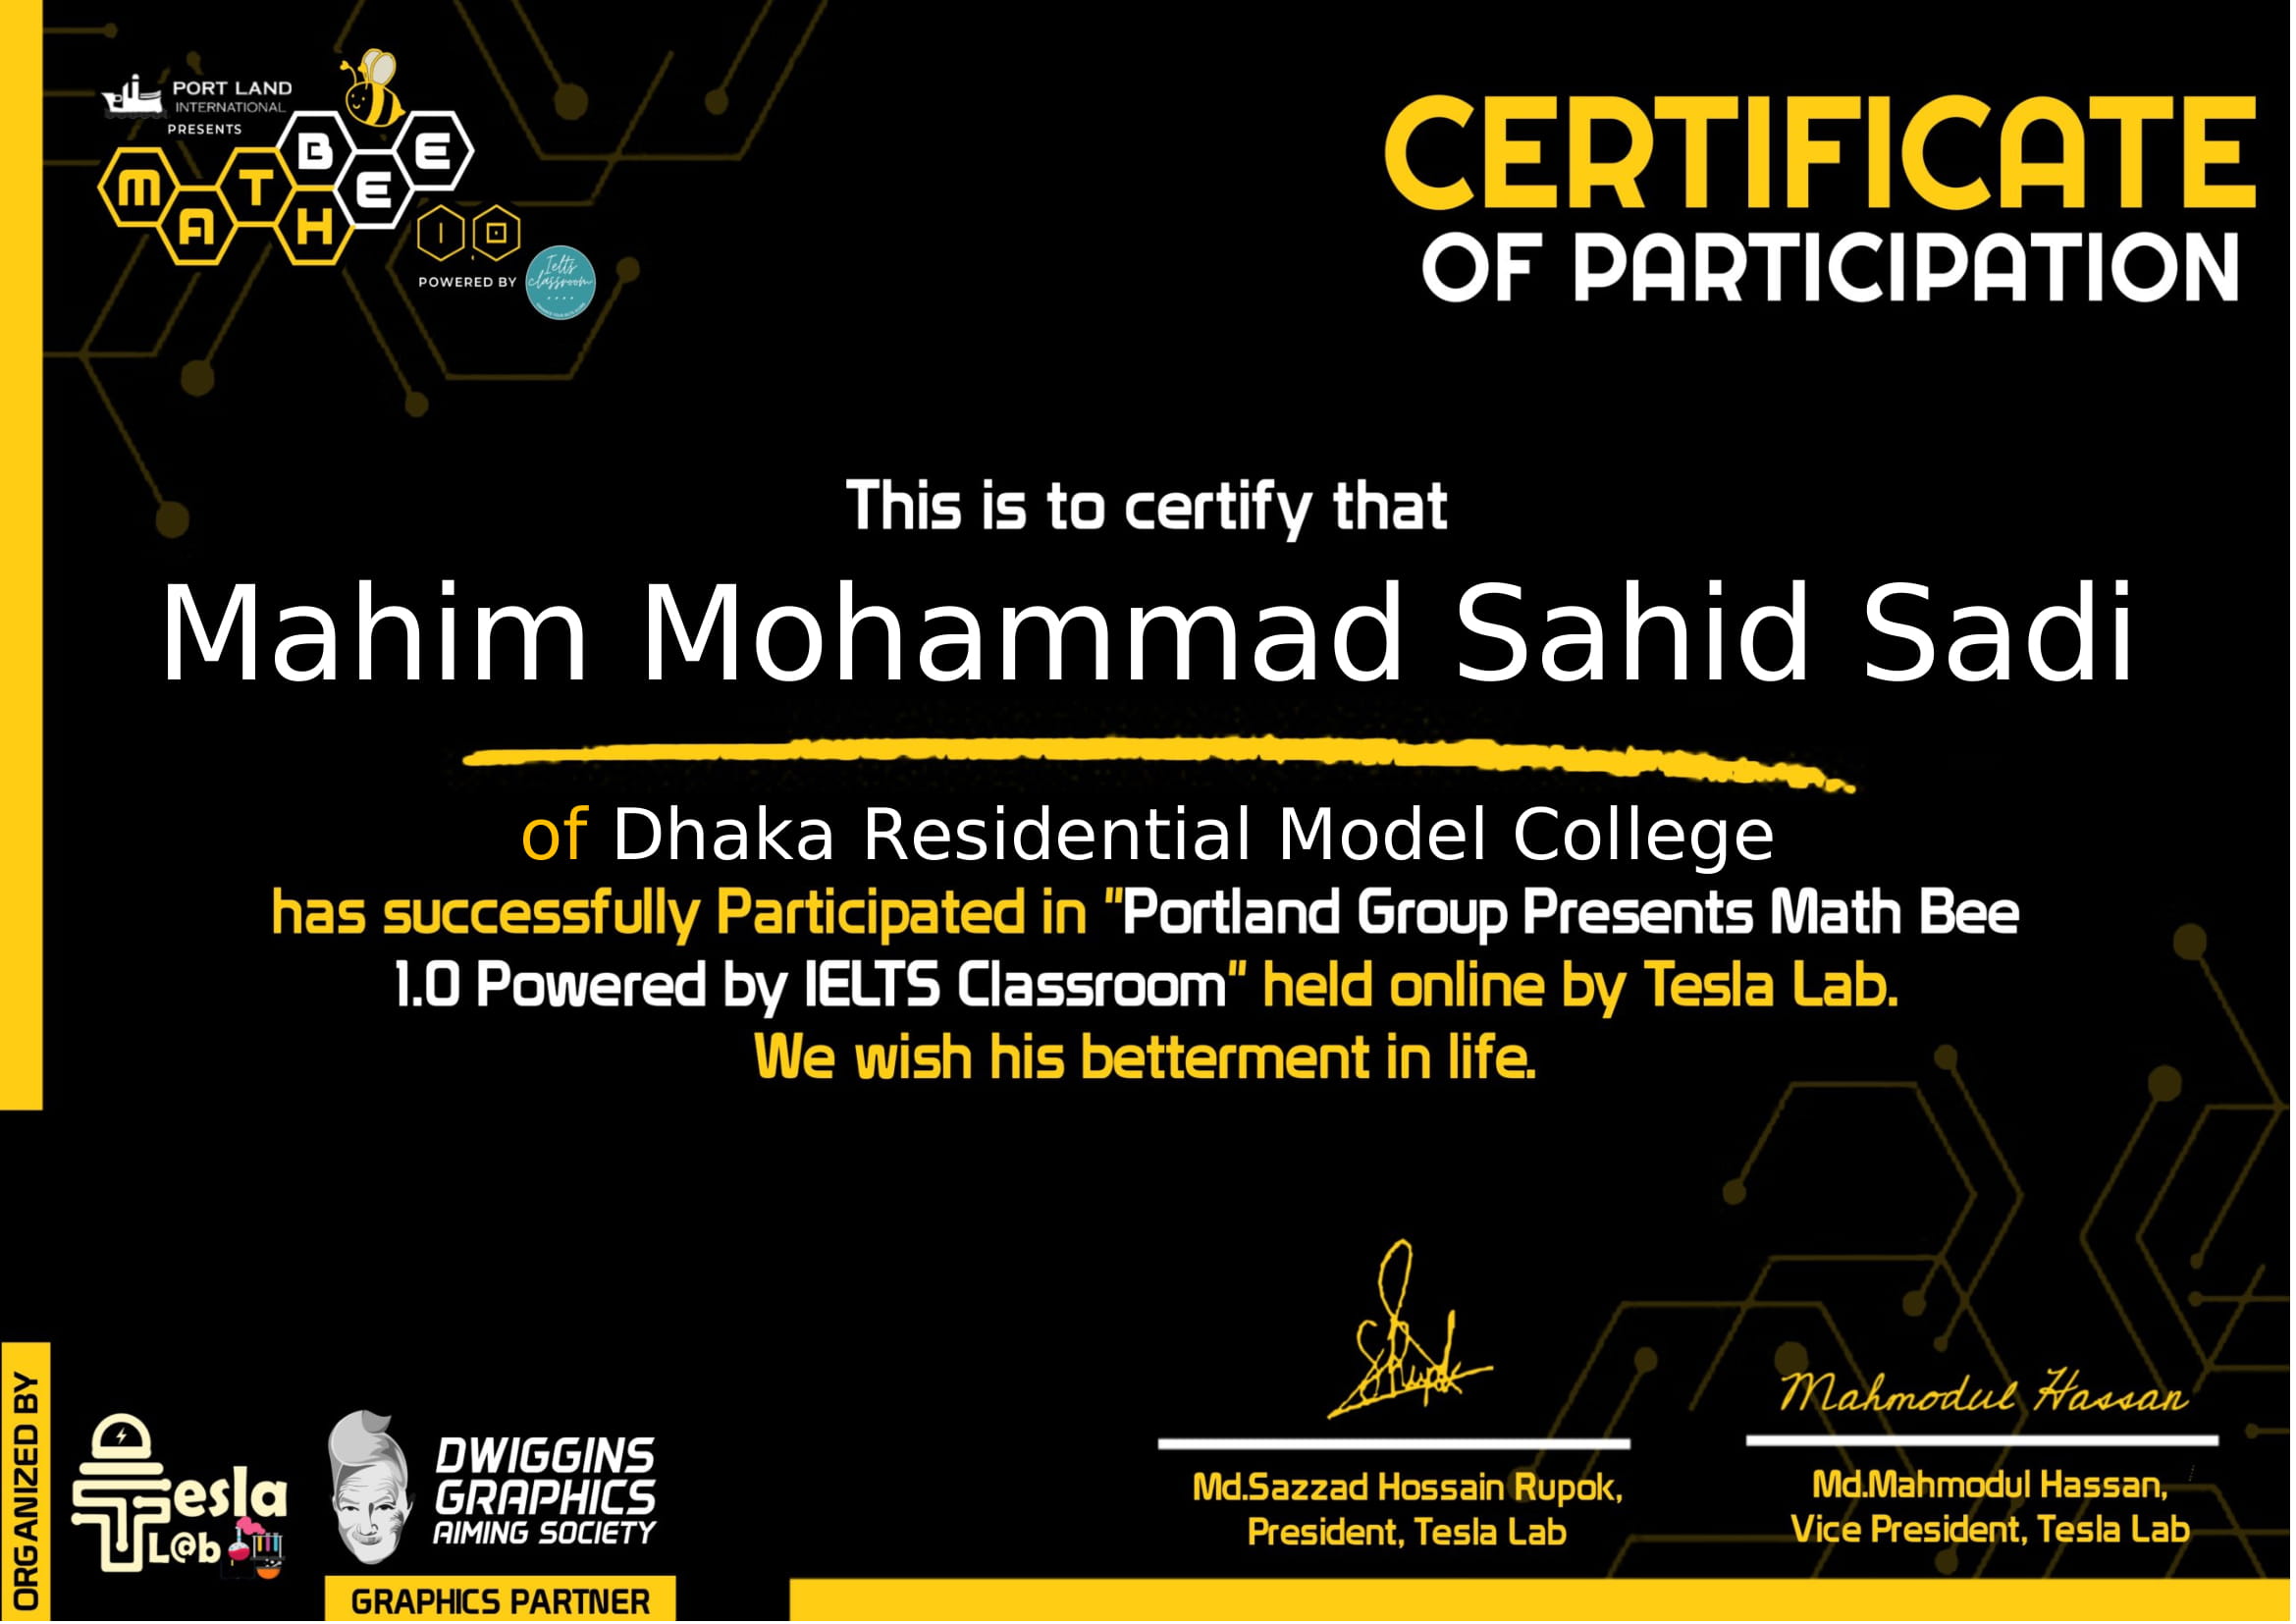 PORT LAND
INTERNATIONAL
PRESENTS
MATH BEE
1.0
POWERED BY
Ielts
classroom
CERTIFICATE
OF PARTICIPATION
This is to certify that
Mahim Mohammad Sahid Sadi
of Dhaka Residential Model College
has successfully Participated in "Portland Group Presents Math Bee
1.0 Powered by IELTS Classroom" held online by Tesla Lab.
We wish his betterment in life.
ORGANIZED BY
Tesla
L@b
DWIGGINS
GRAPHICS
AIMING SOCIETY
GRAPHICS PARTNER
SRupok
Md.Sazzad Hossain Rupok,
President, Tesla Lab
Mahmodul Hassan
Md.Mahmodul Hassan,
Vice President, Tesla Lab